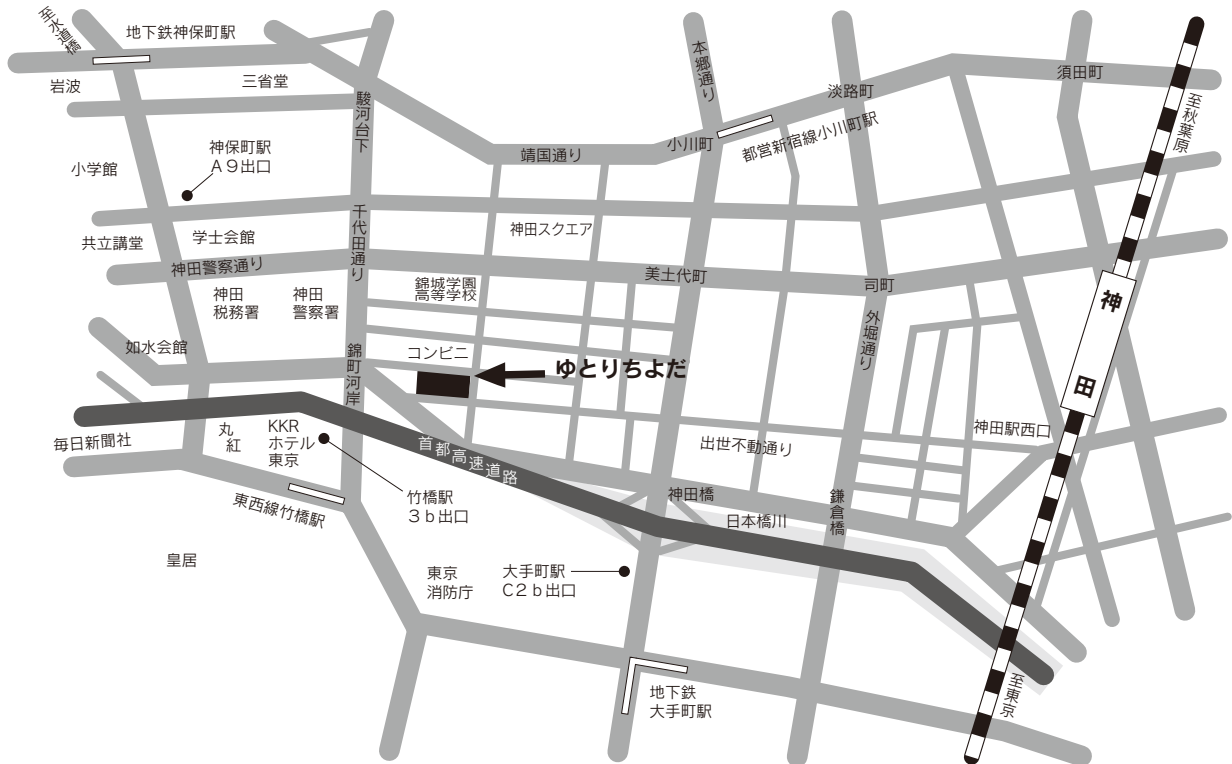 至水道橋
地下鉄神保町駅
岩波
三省堂
駿河台下
本郷通り
淡路町
須田町
至秋葉原
小学館
神保町駅
A9出口
靖国通り
小川町
都営新宿線小川町駅
共立講堂
学士会館
千代田通り
神田スクエア
神田警察通り
美土代町
司町
神田
税務署
神田
警察署
錦城学園
高等学校
外堀通り
神田
如水会館
錦町河岸
コンビニ
ゆとりちよだ
毎日新聞社
丸紅
KKR
ホテル
東京
首都高速道路
出世不動通り
神田駅西口
東西線竹橋駅
竹橋駅
3b出口
神田橋
日本橋川
鎌倉橋
皇居
東京
消防庁
大手町駅
C2b出口
地下鉄
大手町駅
至東京